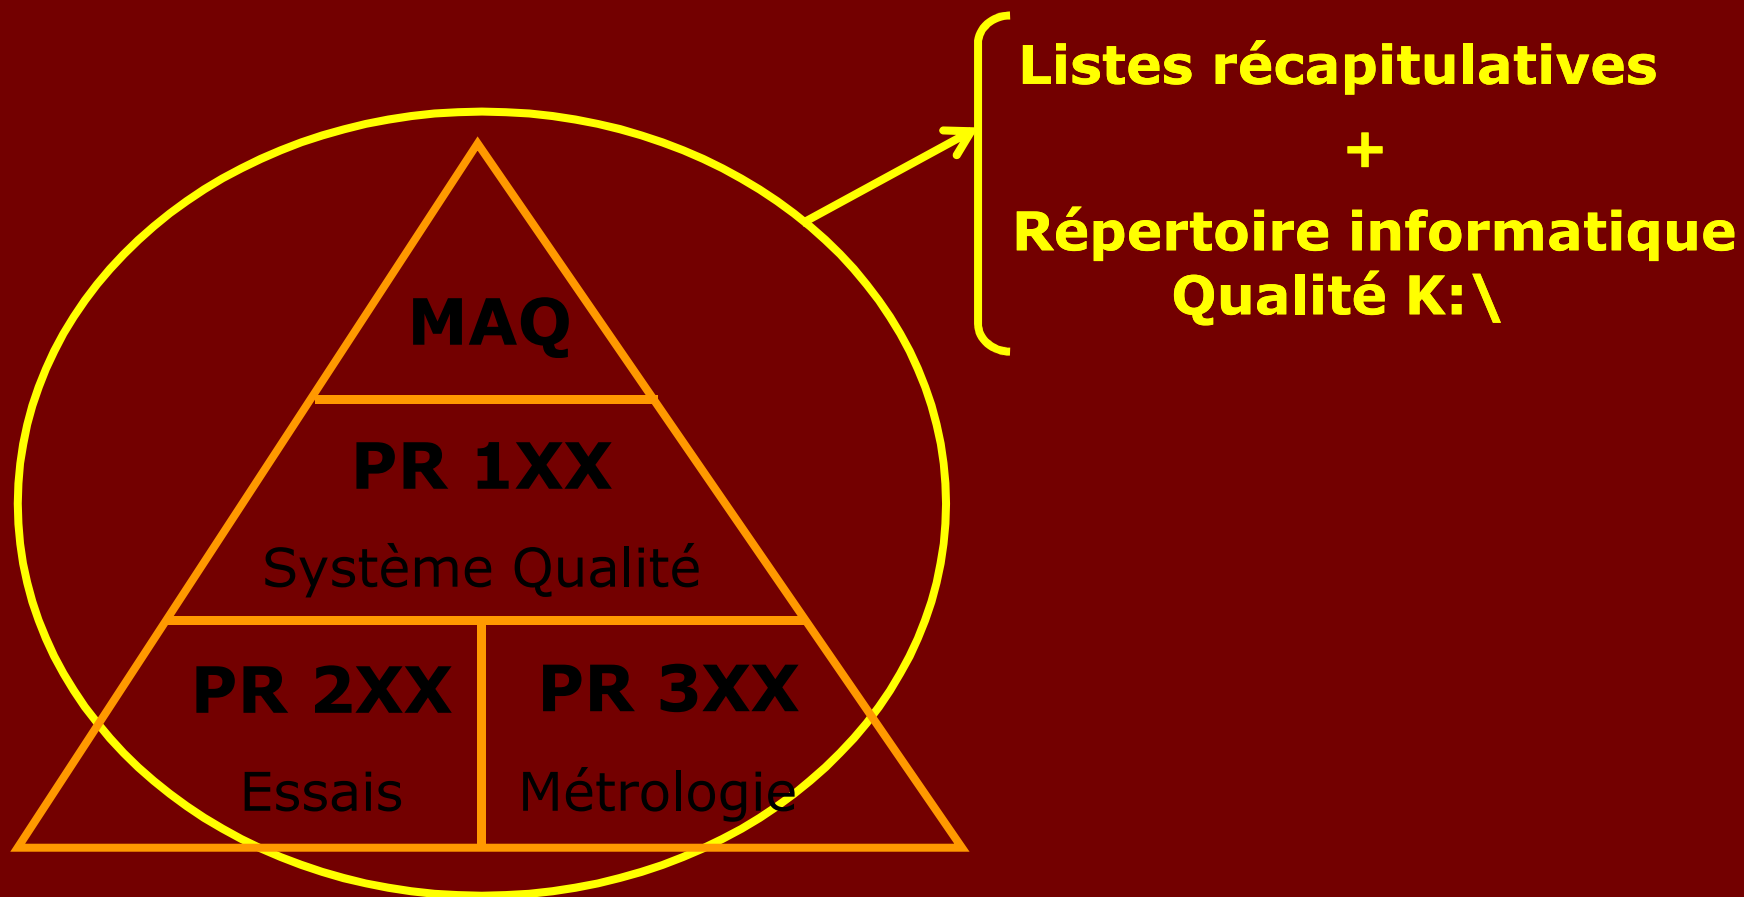 Listes récapitulatives
+
Répertoire informatique
Qualité K:\
MAQ
PR 1XX
Système Qualité
PR 2XX
Essais
PR 3XX
Métrologie